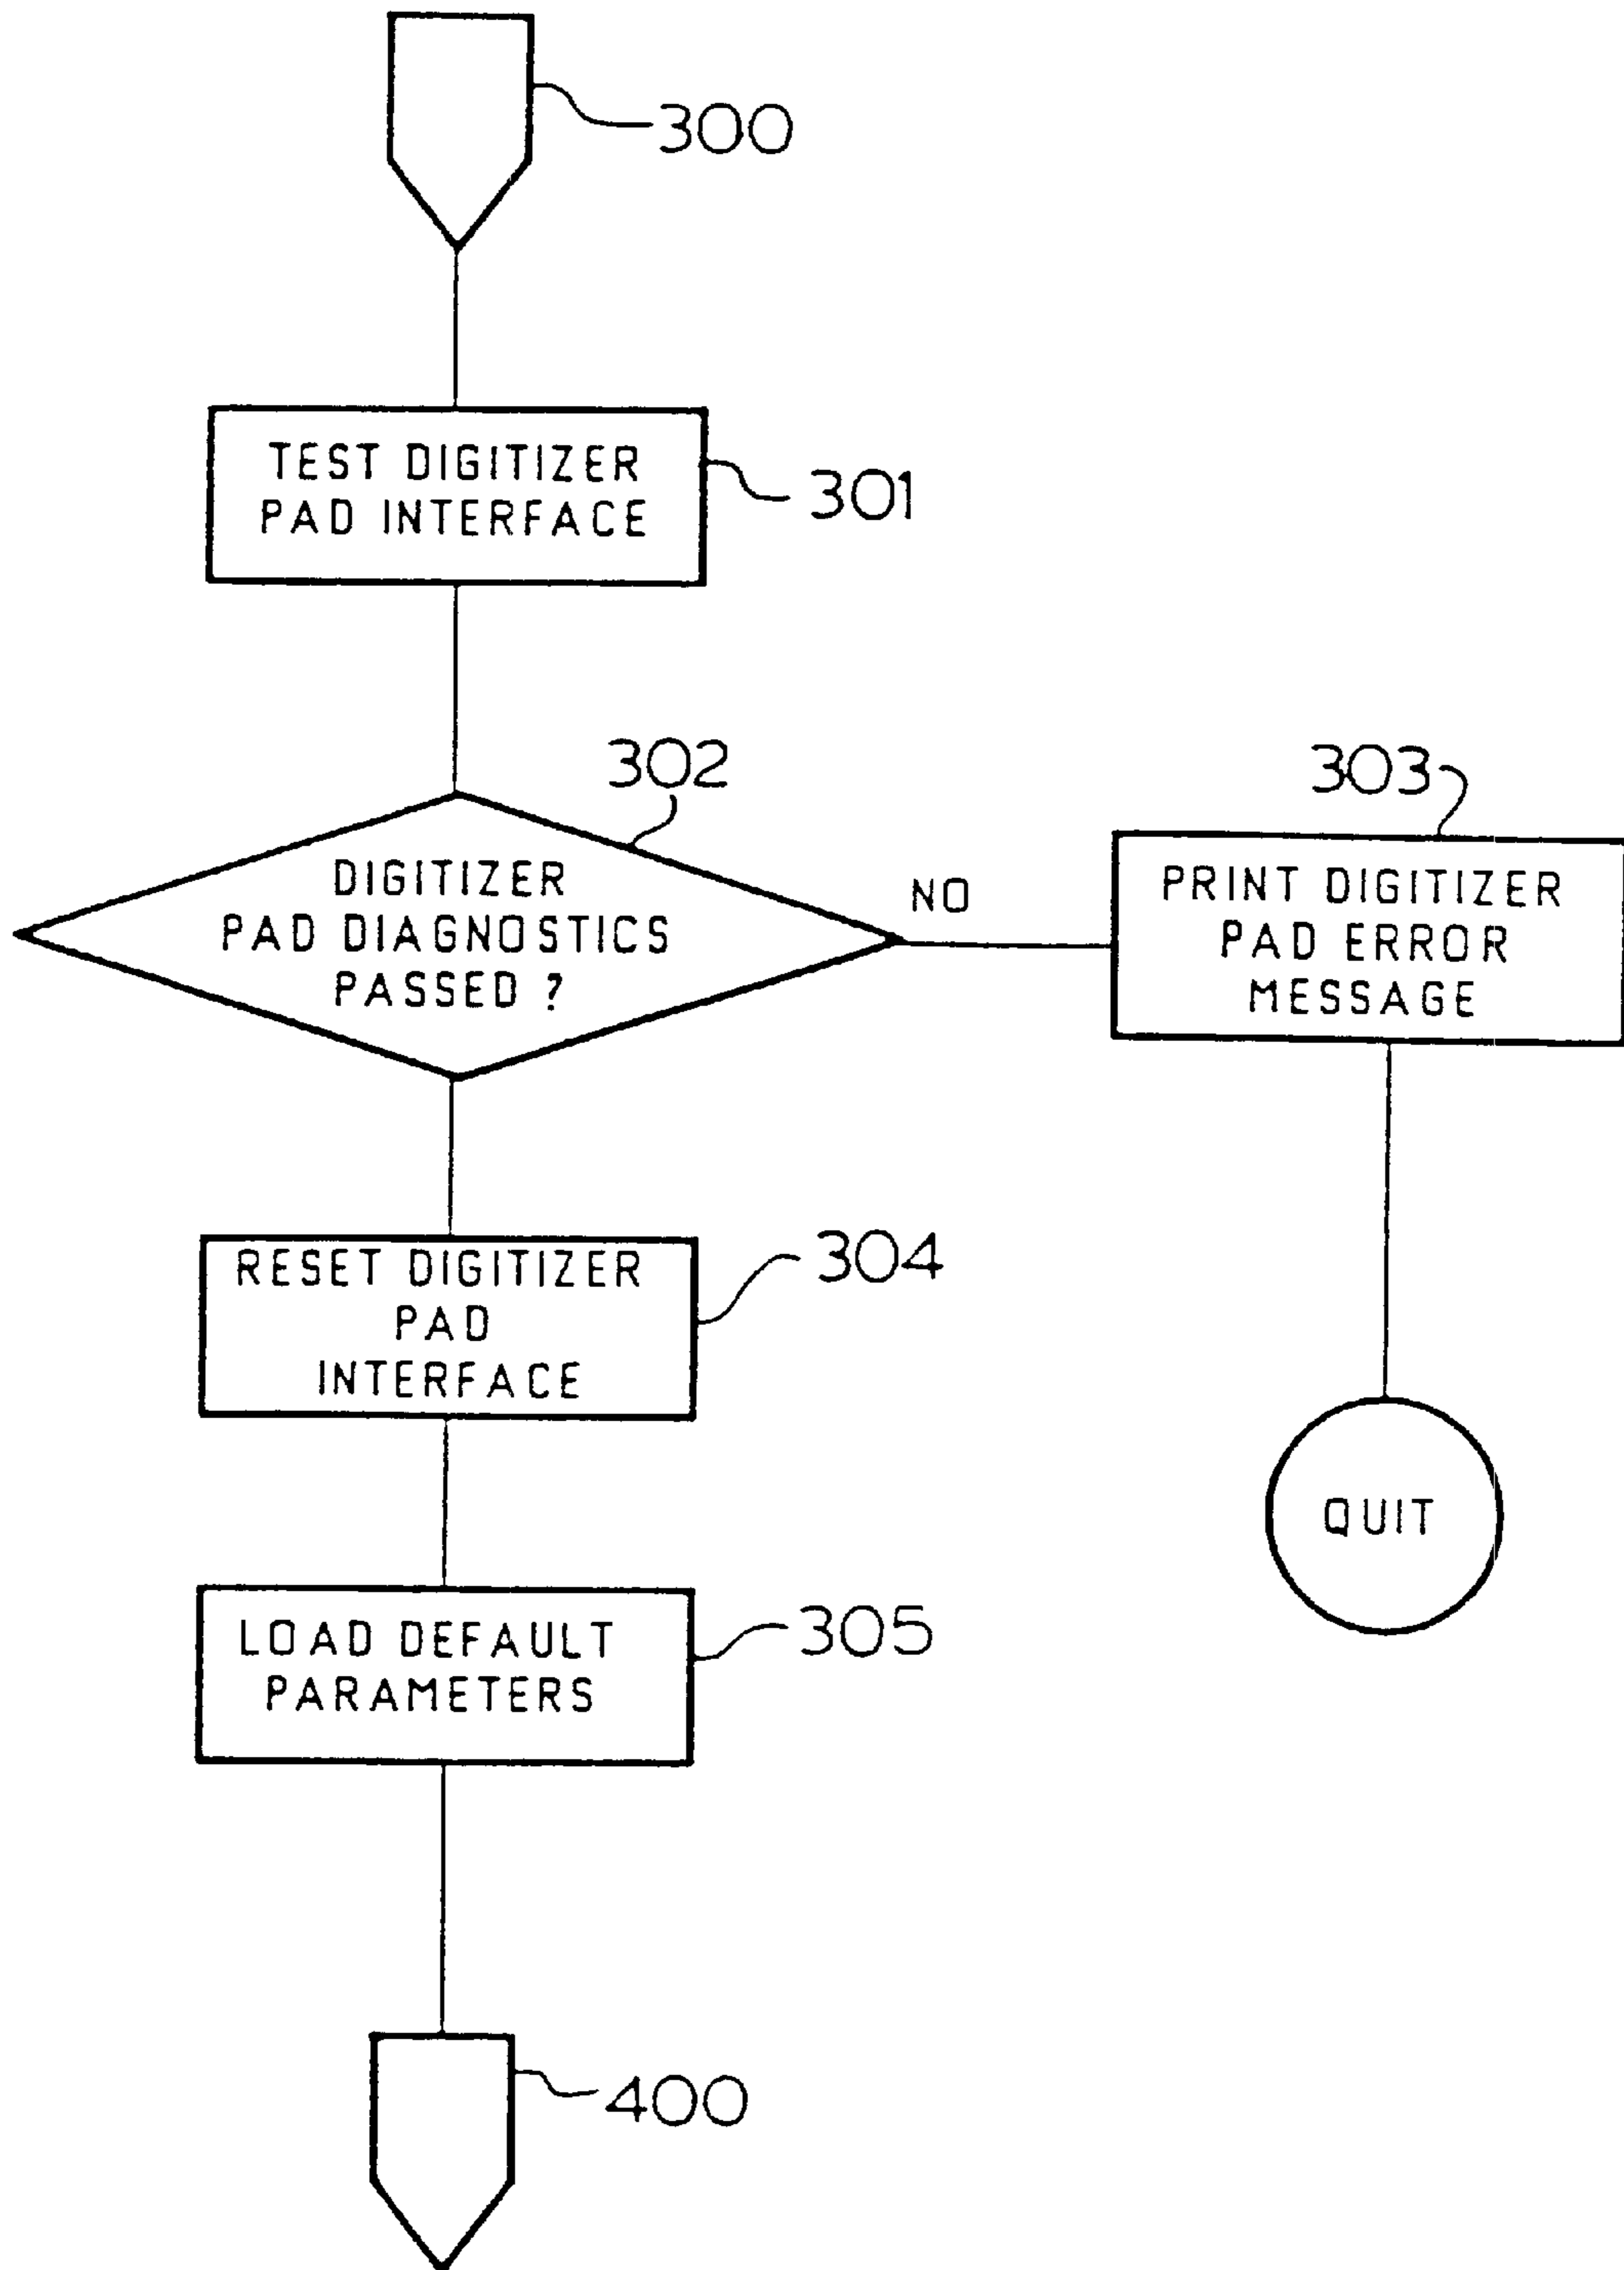 300
TEST DIGITIZER
PAD INTERFACE
301
302
DIGITIZER
PAD DIAGNOSTICS
PASSED ?
NO
303
PRINT DIGITIZER
PAD ERROR
MESSAGE
RESET DIGITIZER
PAD
INTERFACE
304
QUIT
LOAD DEFAULT
PARAMETERS
305
400